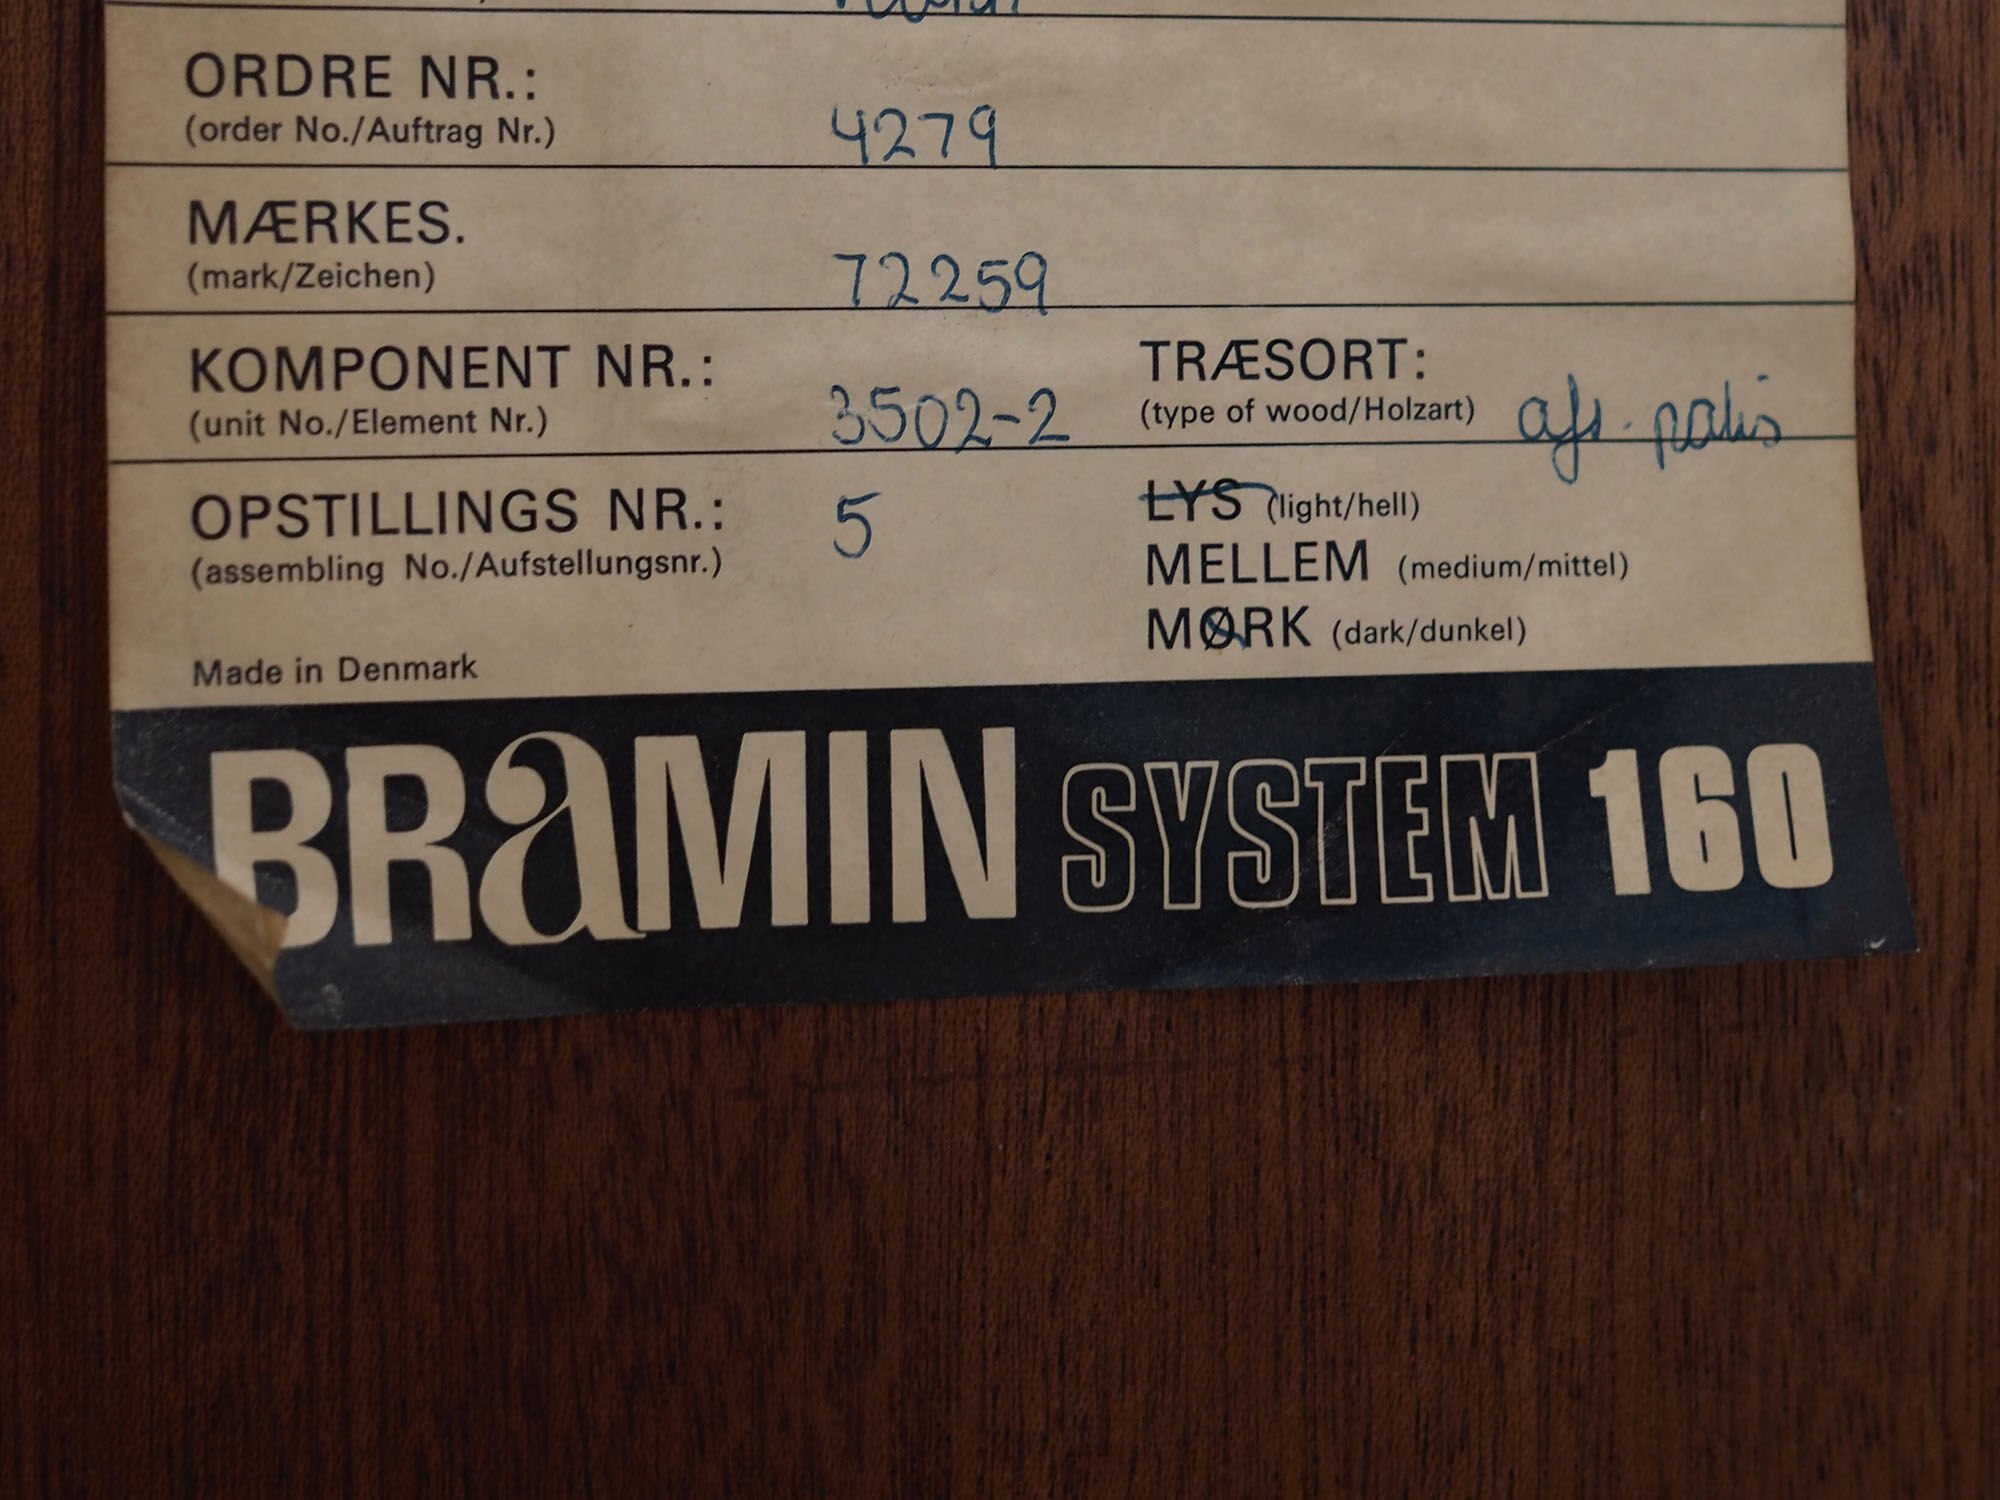 ORDRE NR.:
(order No./Auftrag Nr.) 4279
MÆRKES.
(mark/Zeichen) 72259
KOMPONENT NR.:
(unit No./Element Nr.) 3502-2
TRÆSORT:
(type of wood/Holzart) afr. palis
OPSTILLINGS NR.: 5
(assembling No./Aufstellungsnr.)
LYS (light/hell)
MELLEM (medium/mittel)
MØRK (dark/dunkel)
Made in Denmark
BRaMIN SYSTEM 160